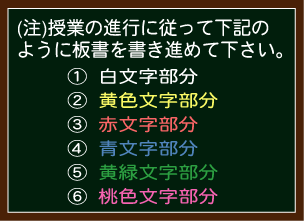 (注)授業の進行に従って下記の
ように板書を書き進めて下さい。
① 白文字部分
② 黄色文字部分
③ 赤文字部分
④ 青文字部分
⑤ 黄緑文字部分
⑥ 桃色文字部分